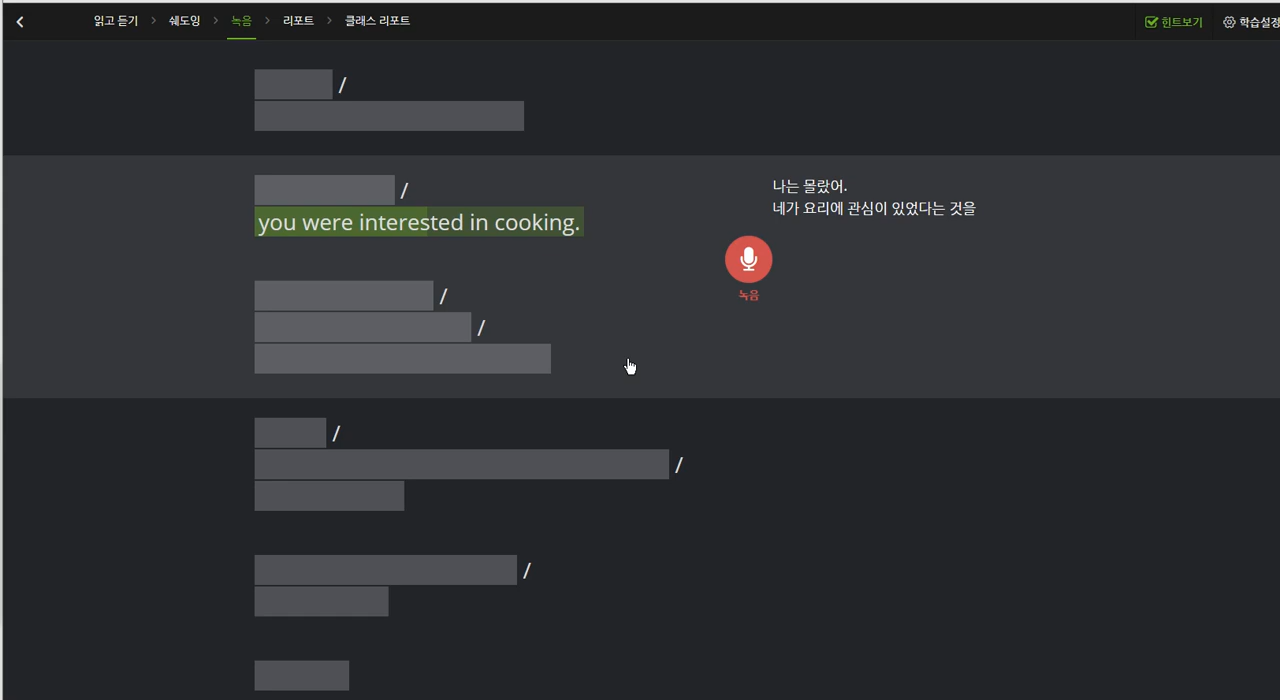 읽고 듣기 > 쉐도잉 > 녹음 > 리포트 > 클래스 리포트
힌트보기
학습설정
/
/
you were interested in cooking.
나는 몰랐어.
네가 요리에 관심이 있었다는 것을
녹음
/
/
/
/
/